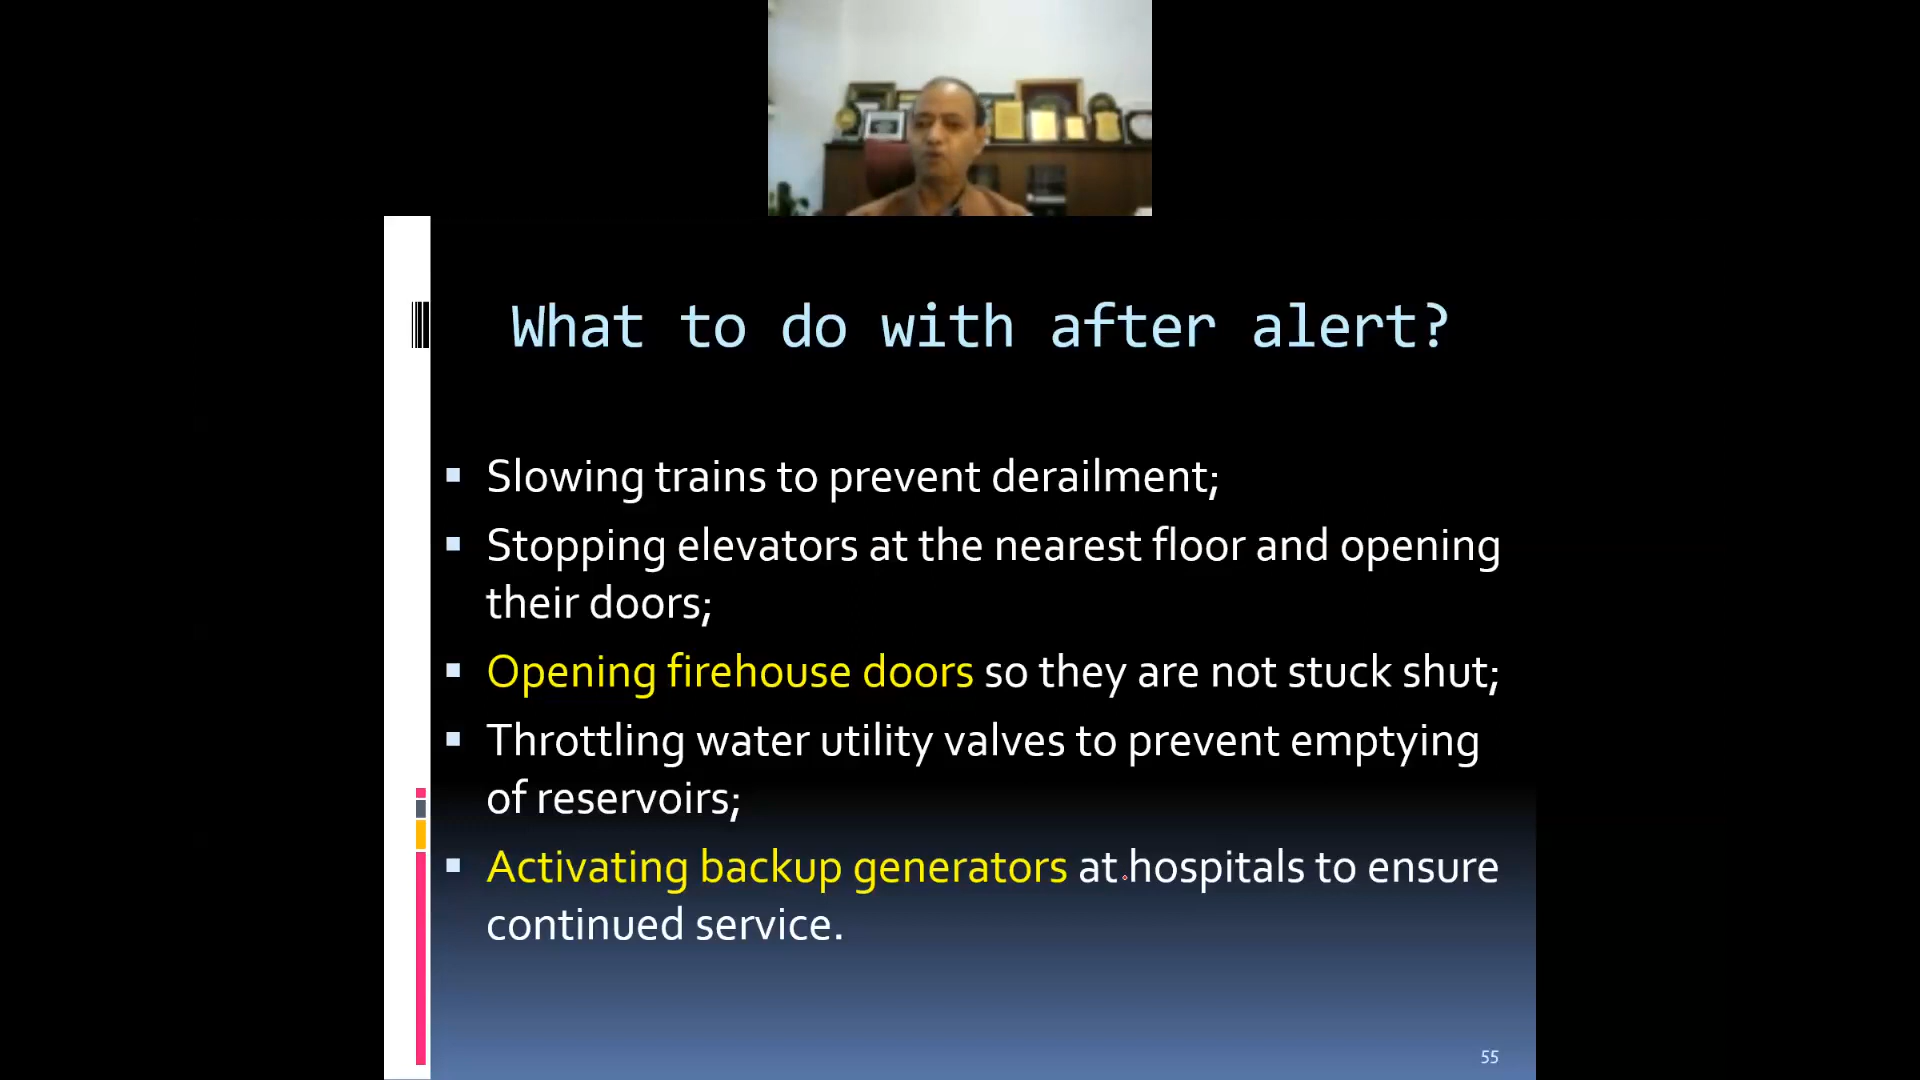 What to do with after alert?
Slowing trains to prevent derailment;
Stopping elevators at the nearest floor and opening
their doors;
Opening firehouse doors so they are not stuck shut;
Throttling water utility valves to prevent emptying
of reservoirs;
Activating backup generators at hospitals to ensure
continued service.
55